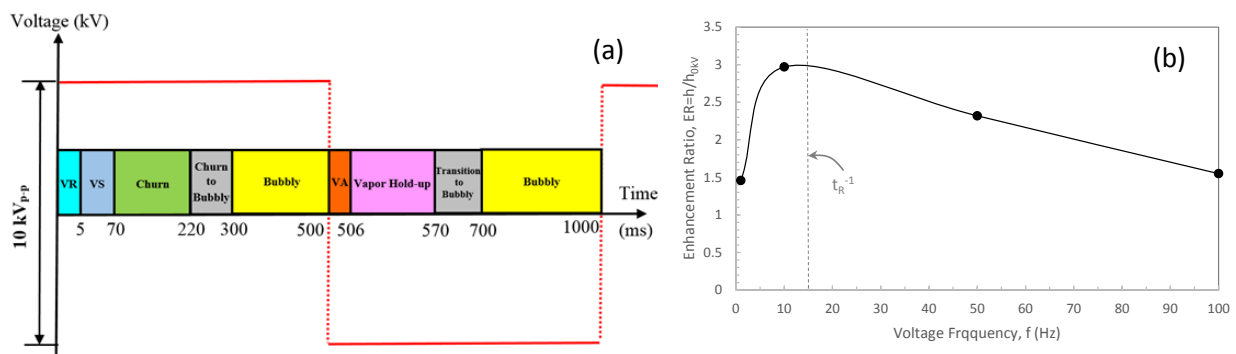 Voltage (kV)
(a)
10 kVP-P
VR
VS
Churn
Churn
to
Bubbly
Bubbly
VA
Vapor Hold-up
Transition
to
Bubbly
Bubbly
Time
(ms)
5
70
220
300
500
506
570
700
1000
(b)
Enhancement Ratio, ER=h/h0kv
3.5
3
2.5
2
1.5
1
0.5
0
tR-1
0
10
20
30
40
50
60
70
80
90
100
Voltage Frqquency, f (Hz)